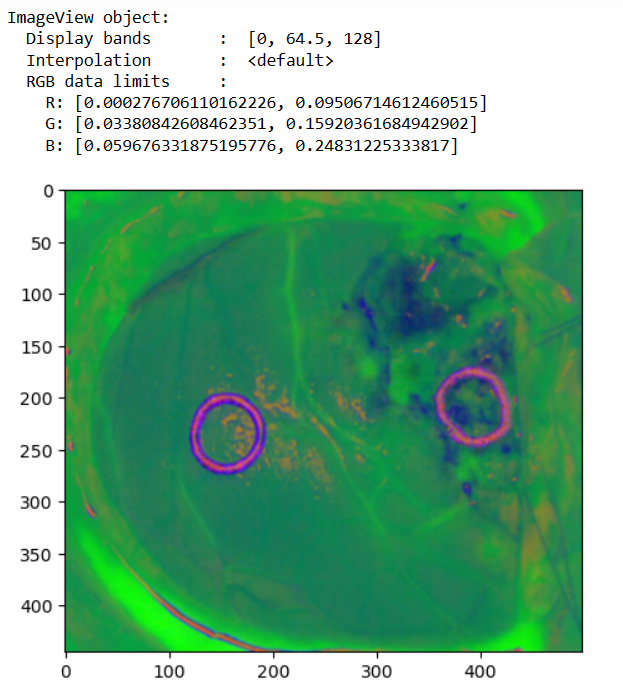 ImageView object:
Display bands : [0, 64.5, 128]
Interpolation : <default>
RGB data limits :
R: [0.000276706110162226, 0.09506714612460515]
G: [0.03380842608462351, 0.15920361684942902]
B: [0.059676331875195776, 0.24831225333817]
0
50
100
150
200
250
300
350
400
0 100 200 300 400